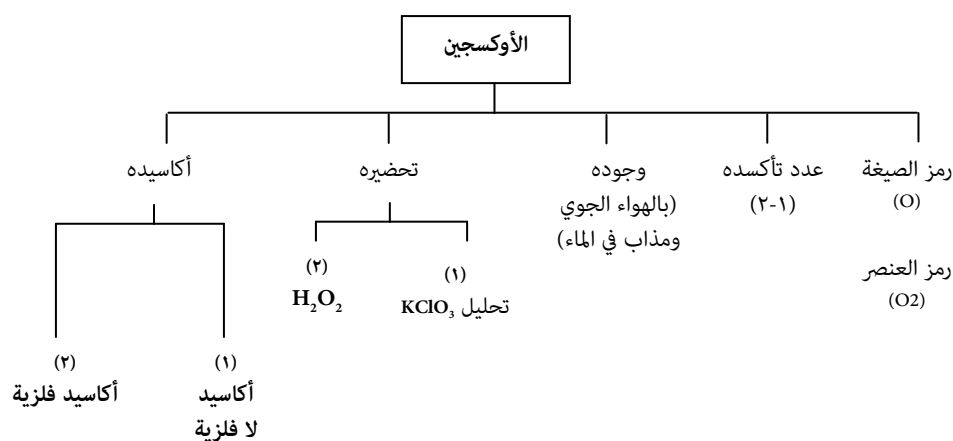 الأوكسجين
رمز الصيغة
(O)
رمز العنصر
(O2)
عدد تأكسده
(٢-١)
وجوده
(بالهواء الجوي
ومذاب في الماء)
تحضيره
(١)
تحليل KClO₃
(٢)
H₂O₂
أكاسيده
(١)
أكاسيد
لا فلزية
(٢)
أكاسيد فلزية